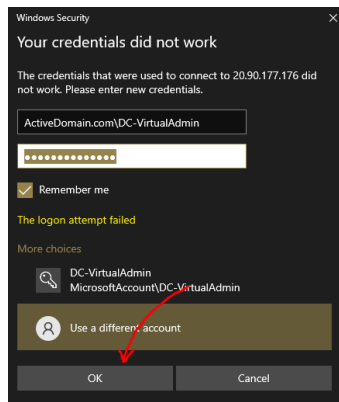 Windows Security
Your credentials did not work
The credentials that were used to connect to 20.90.177.176 did
not work. Please enter new credentials.
ActiveDomain.com\DC-VirtualAdmin
Remember me
The logon attempt failed
More choices
DC-VirtualAdmin
MicrosoftAccount\DC-VirtualAdmin
Use a different account
OK
Cancel